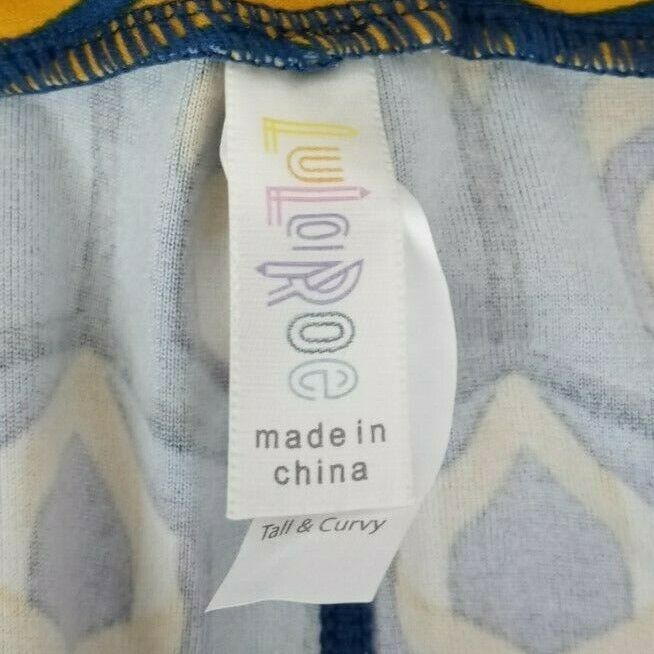 LuLaRoe
made in
china
Tall & Curvy